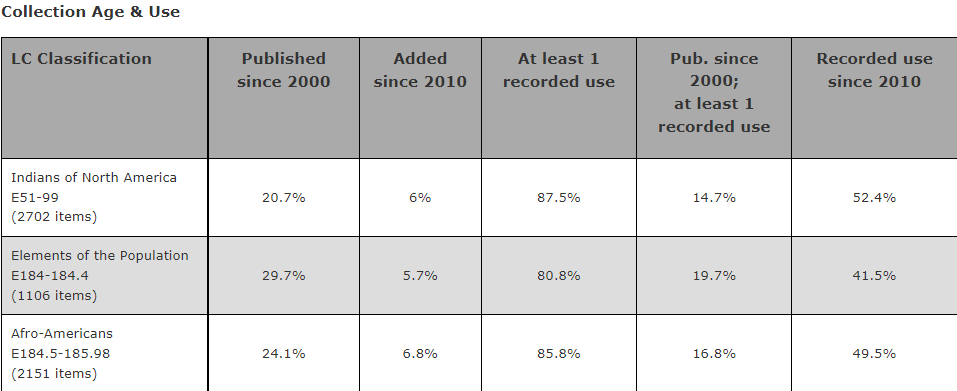 Collection Age & Use
LC Classification
Published
since 2000
Added
since 2010
At least 1
recorded use
Pub. since
2000;
at least 1
recorded use
Recorded use
since 2010
Indians of North America
E51-99
(2702 items)
20.7%
6%
87.5%
14.7%
52.4%
Elements of the Population
E184-184.4
(1106 items)
29.7%
5.7%
80.8%
19.7%
41.5%
Afro-Americans
E184.5-185.98
(2151 items)
24.1%
6.8%
85.8%
16.8%
49.5%